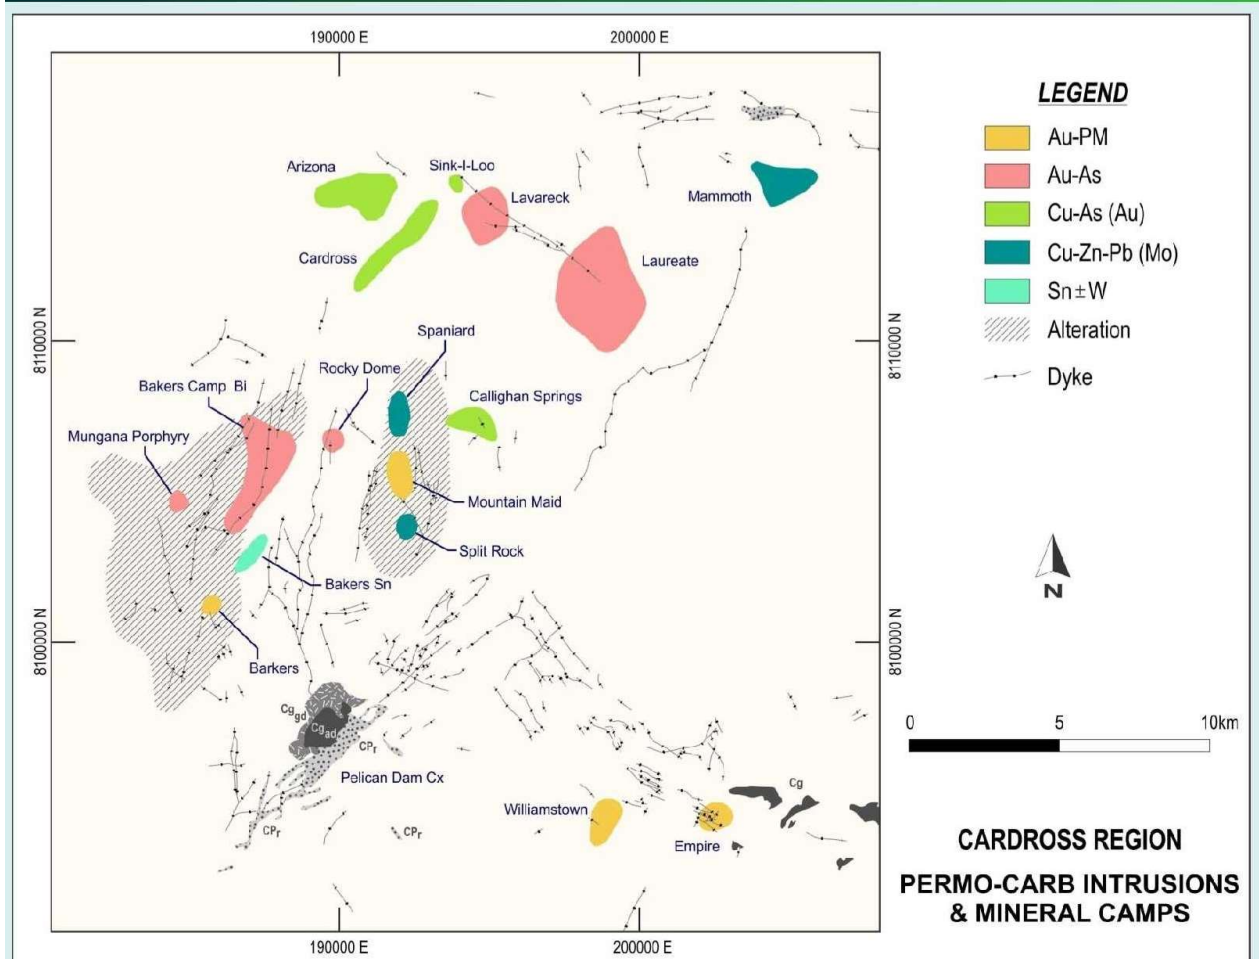 190000 E
200000 E
LEGEND
Au-PM
Au-As
Cu-As (Au)
Cu-Zn-Pb (Mo)
Sn±W
Alteration
Dyke
Arizona
Sink-I-Loo
Lavareck
Mammoth
Cardross
Laureate
8110000 N
8110000 N
Spaniard
Rocky Dome
Bakers Camp Bi
Callighan Springs
Mungana Porphyry
Mountain Maid
Split Rock
Bakers Sn
N
8100000 N
8100000 N
Barkers
Cg gd
Cg ad
CPr
Pelican Dam Cx
0 5 10km
Cg
Williamstown
CPr
CPr
Empire
CARDROSS REGION
PERMO-CARB INTRUSIONS
& MINERAL CAMPS
190000 E
200000 E